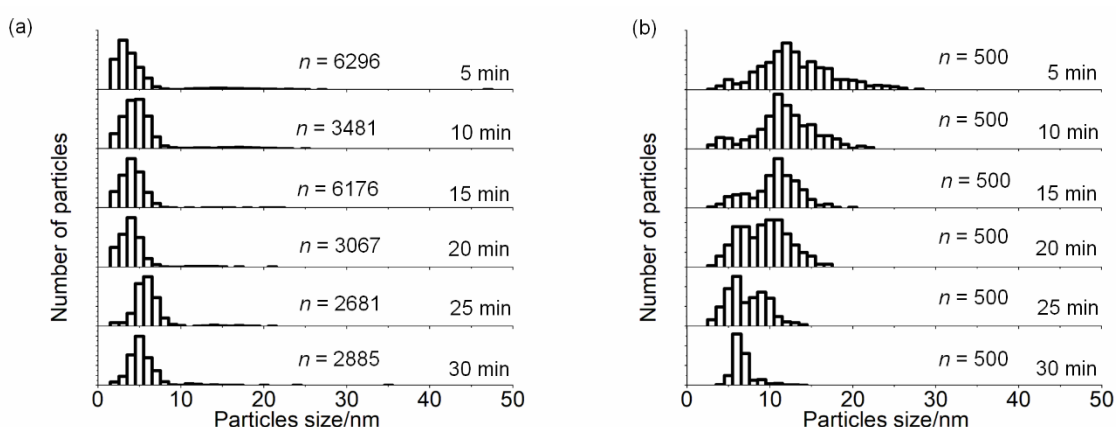 (a)
Number of particles
n = 6296
5 min
n = 3481
10 min
n = 6176
15 min
n = 3067
20 min
n = 2681
25 min
n = 2885
30 min
0 10 20 30 40 50
Particles size/nm
(b)
Number of particles
n = 500
5 min
n = 500
10 min
n = 500
15 min
n = 500
20 min
n = 500
25 min
n = 500
30 min
0 10 20 30 40 50
Particles size/nm